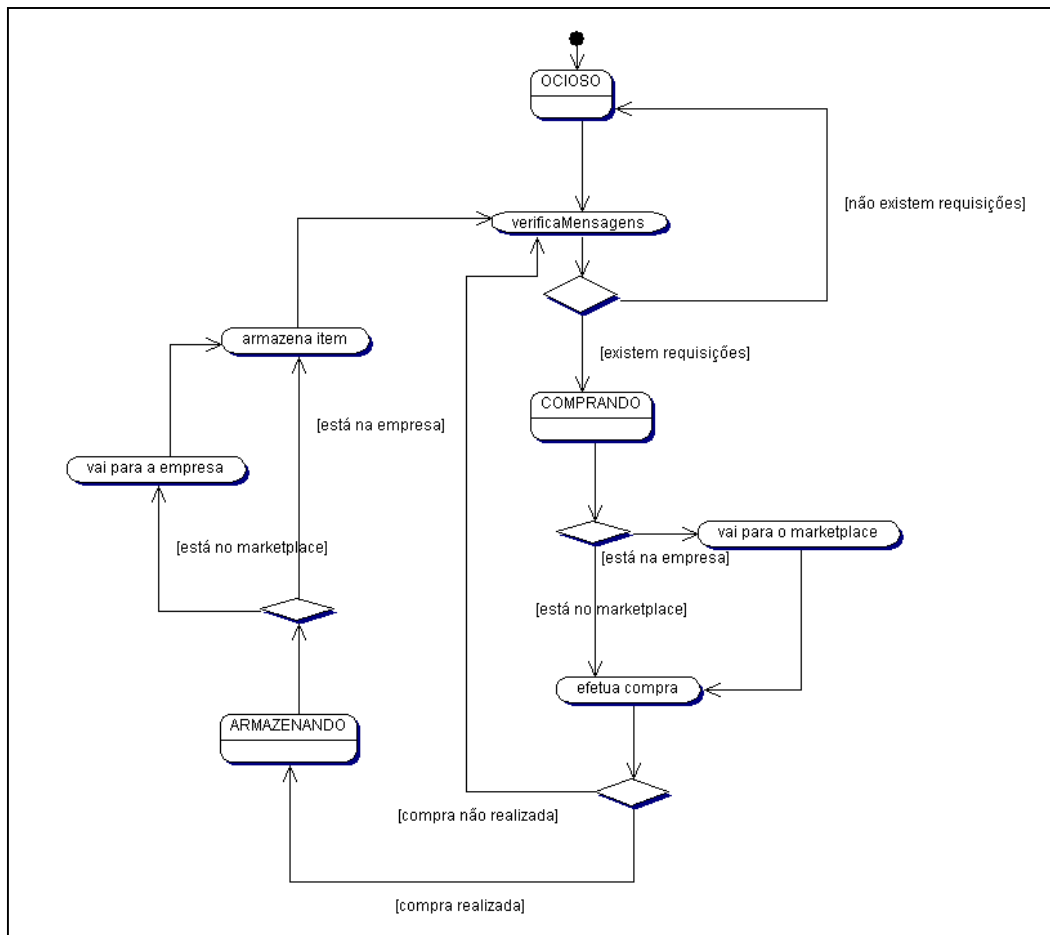 OCIOSO
[não existem requisições]
verificaMensagens
armazena item
[existem requisições]
COMPRANDO
[está na empresa]
vai para a empresa
vai para o marketplace
[está no marketplace]
[está na empresa]
[está no marketplace]
efetua compra
ARMAZENANDO
[compra não realizada]
[compra realizada]